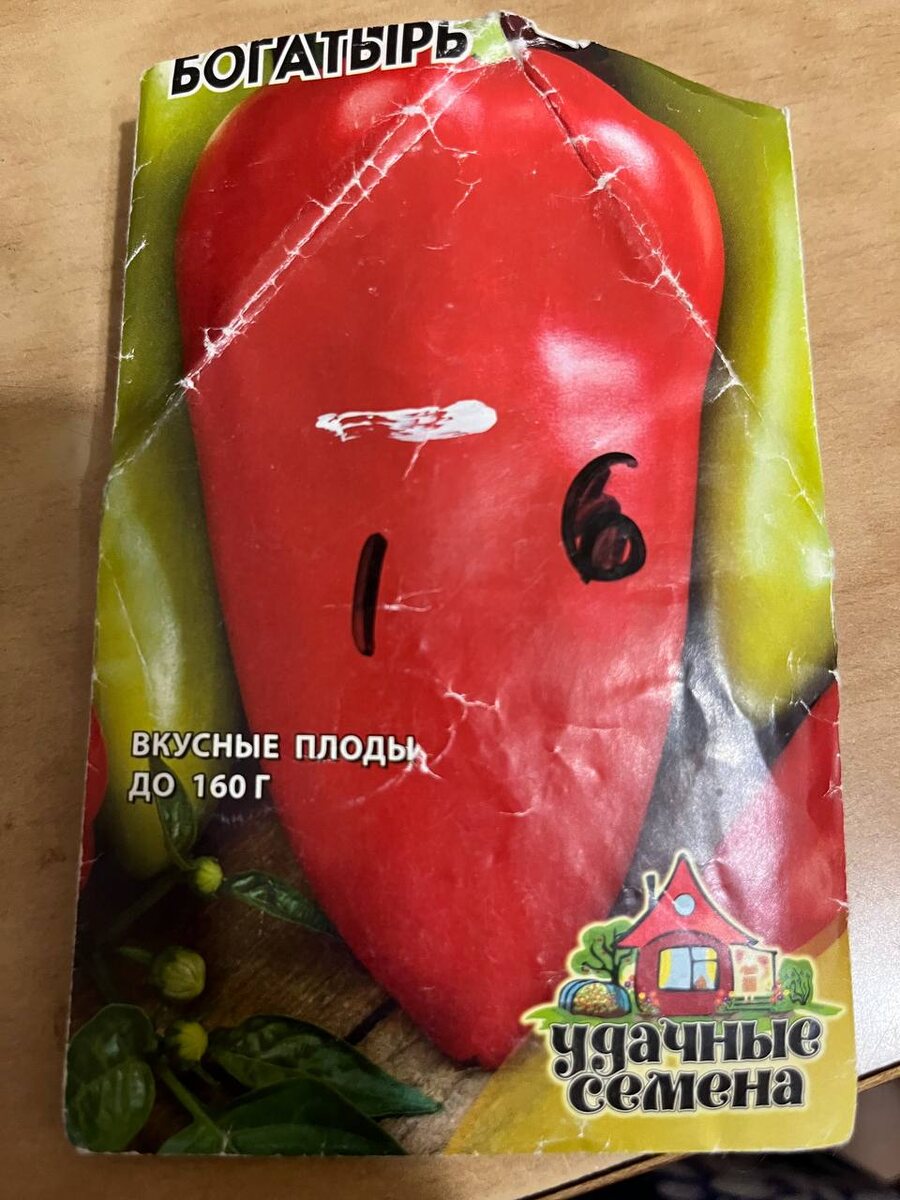 БОГАТЫРЬ
6
1
ВКУСНЫЕ ПЛОДЫ
ДО 160 Г
удачные
семена